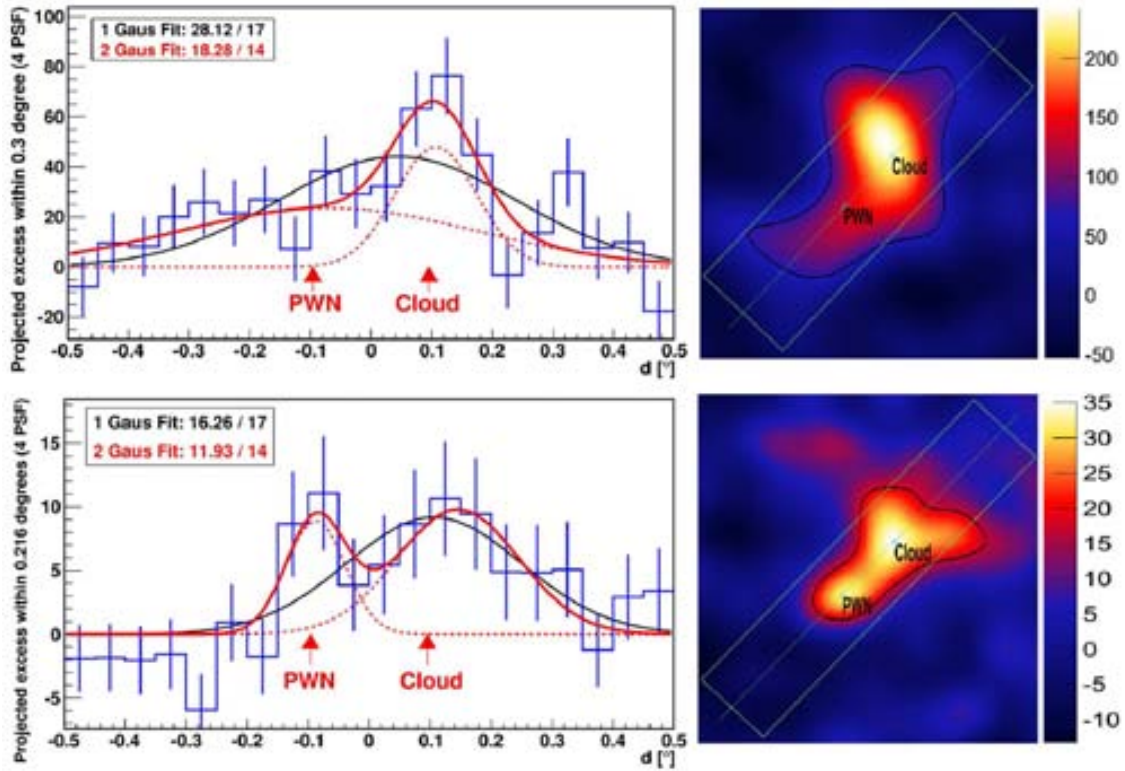 Projected excess within 0.3 degree (4 PSF)
100
80
60
40
20
0
-20
1 Gaus Fit: 28.12 / 17
2 Gaus Fit: 18.28 / 14
PWN
Cloud
-0.5 -0.4 -0.3 -0.2 -0.1 0 0.1 0.2 0.3 0.4 0.5
d [°]
Cloud
PWN
200
150
100
50
0
-50
Projected excess within 0.216 degrees (4 PSF)
15
10
5
0
-5
1 Gaus Fit: 16.26 / 17
2 Gaus Fit: 11.93 / 14
PWN
Cloud
-0.5 -0.4 -0.3 -0.2 -0.1 0 0.1 0.2 0.3 0.4 0.5
d [°]
Cloud
PWN
35
30
25
20
15
10
5
0
-5
-10